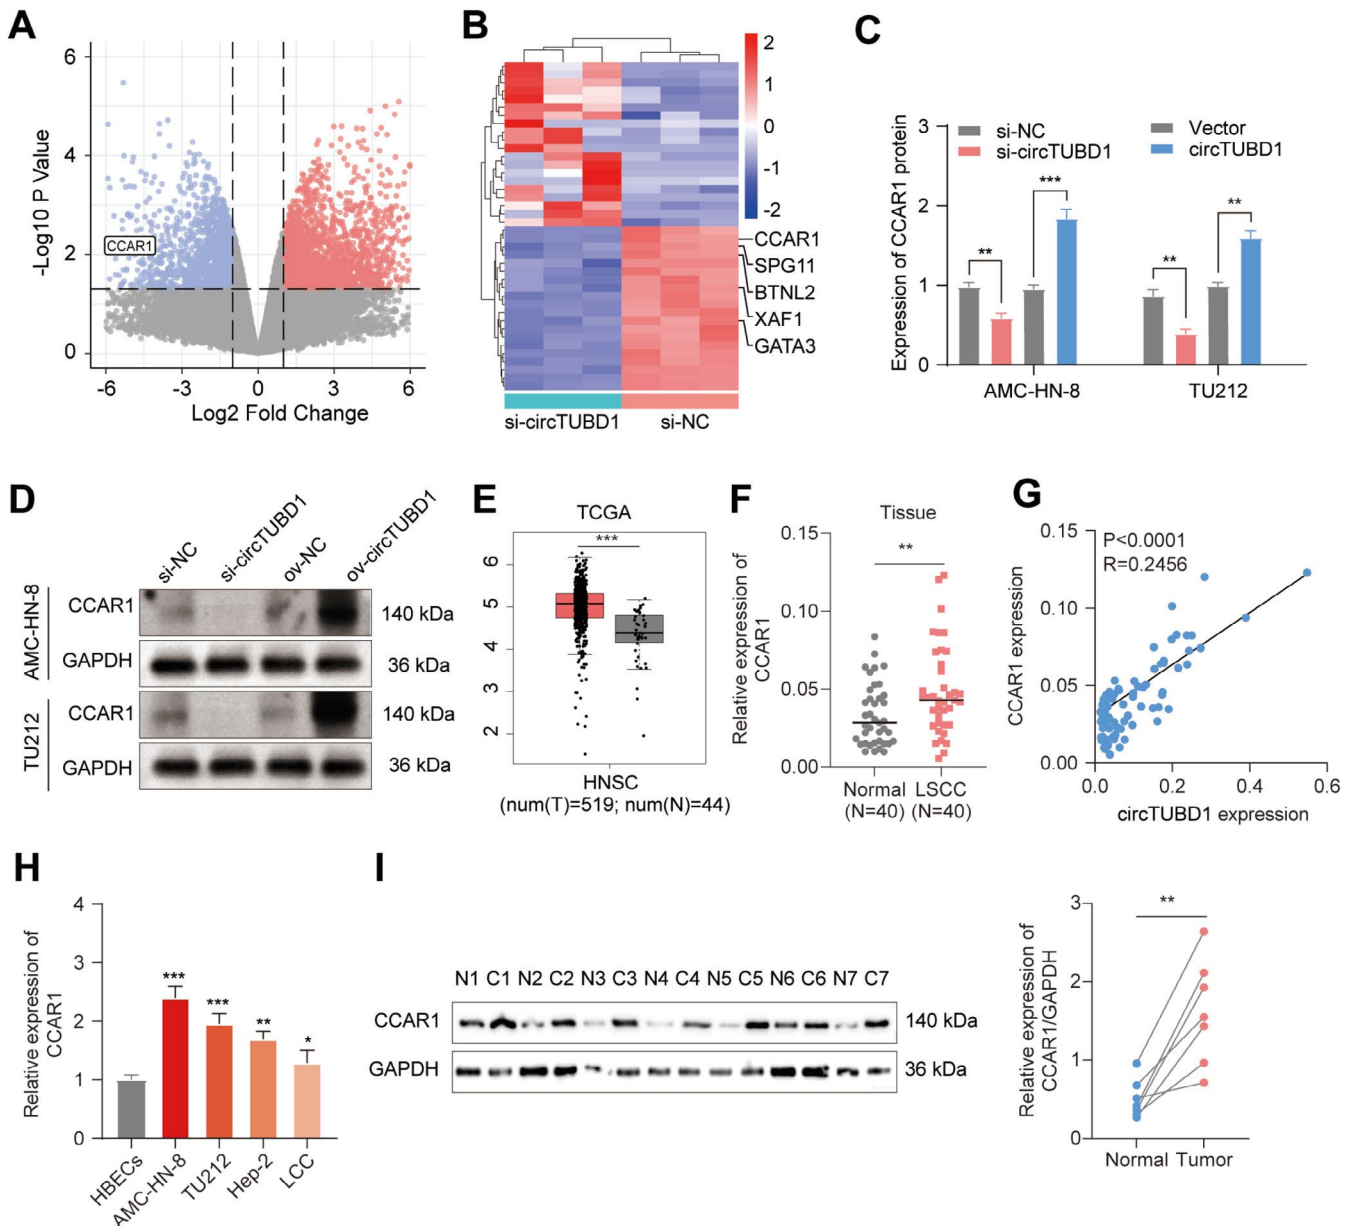 A
-Log10 P Value
6
4
2
0
CCAR1
-6
-3
0
3
6
Log2 Fold Change
B
2
1
0
-1
-2
CCAR1
SPG11
BTNL2
XAF1
GATA3
si-circTUBD1
si-NC
C
Expression of CCAR1 protein
3
2
1
0
si-NC
si-circTUBD1
Vector
circTUBD1
**
***
**
**
AMC-HN-8
TU212
D
si-NC
si-circTUBD1
ov-NC
ov-circTUBD1
AMC-HN-8
CCAR1
140 kDa
GAPDH
36 kDa
TU212
CCAR1
140 kDa
GAPDH
36 kDa
E
TCGA
***
6
5
4
3
2
HNSC
(num(T)=519; num(N)=44)
F
Tissue
**
Relative expression of
CCAR1
0.15
0.10
0.05
0.00
Normal
(N=40)
LSCC
(N=40)
G
P<0.0001
R=0.2456
CCAR1 expression
0.15
0.10
0.05
0.00
0.0
0.2
0.4
0.6
circTUBD1 expression
H
Relative expression of
CCAR1
4
3
2
1
0
***
***
**
*
HBECs
AMC-HN-8
TU212
Hep-2
LCC
I
N1 C1 N2 C2 N3 C3 N4 C4 N5 C5 N6 C6 N7 C7
CCAR1
140 kDa
GAPDH
36 kDa
Relative expression of
CCAR1/GAPDH
3
2
1
0
**
Normal Tumor